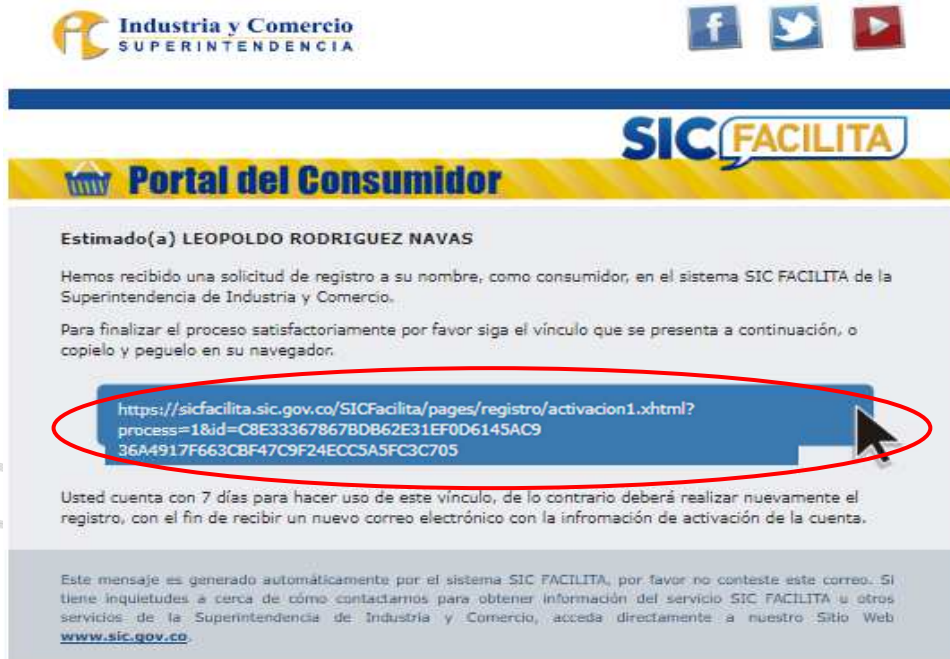 Industria y Comercio
SUPERINTENDENCIA
SIC FACILITA
Portal del Consumidor
Estimado(a) LEOPOLDO RODRIGUEZ NAVAS
Hemos recibido una solicitud de registro a su nombre, como consumidor, en el sistema SIC FACILITA de la
Superintendencia de Industria y Comercio.
Para finalizar el proceso satisfactoriamente por favor siga el vínculo que se presenta a continuación, o
copielo y peguelo en su navegador.
https://sicfacilita.sic.gov.co/SICFacilita/pages/registro/activacion1.xhtml?
process=1&id=C8E33367867BDB62E31EF0D6145AC9
36A4917F663CBF47C9F24ECC5A5FC3C705
Usted cuenta con 7 días para hacer uso de este vínculo, de lo contrario deberá realizar nuevamente el
registro, con el fin de recibir un nuevo correo electrónico con la infromación de activación de la cuenta.
Este mensaje es generado automáticamente por el sistema SIC FACILITA, por favor no conteste este correo. Si
tiene inquietudes a cerca de cómo contactarnos para obtener información del servicio SIC FACILITA u otros
servicios de la Superintendencia de Industria y Comercio, acceda directamente a nuestro Sitio Web
www.sic.gov.co.